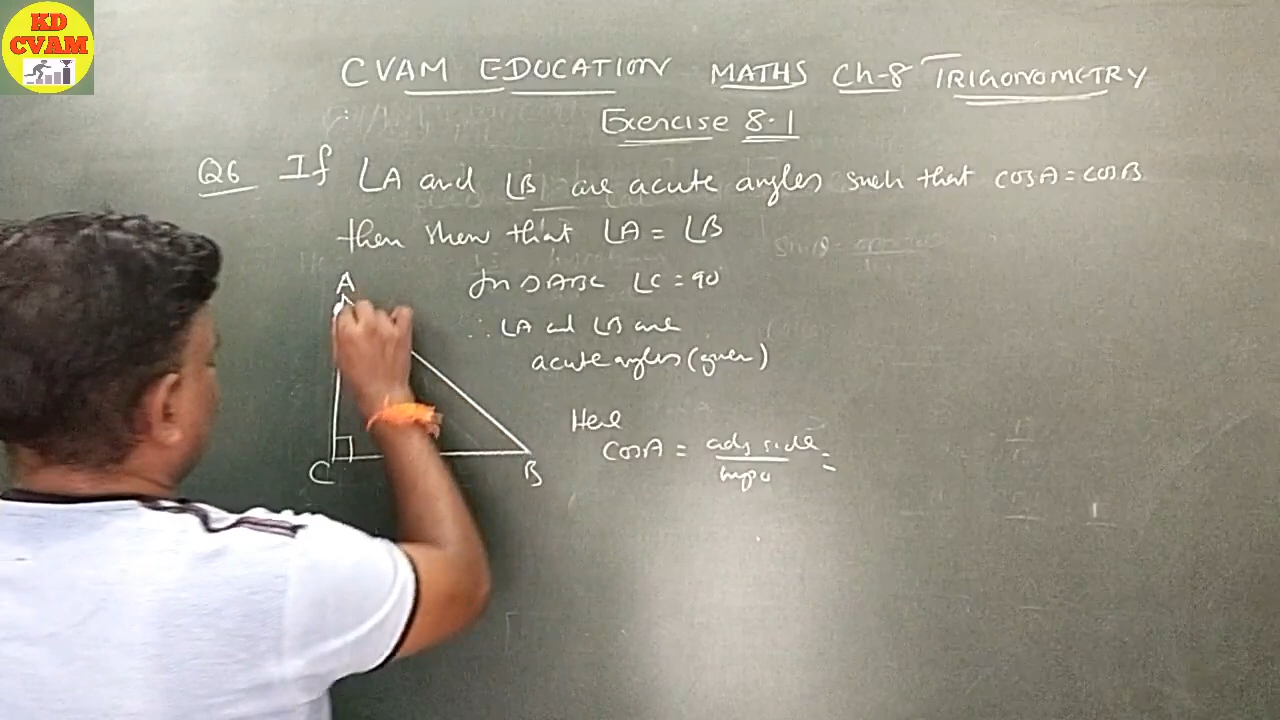 KD
CVAM
CVAM EDUCATION MATHS Ch-8 TRIGONOMETRY
Exercise 8.1
Q6 If ∠A and ∠B are acute angles such that cosA = cosB
then show that ∠A = ∠B
A
In △ABC ∠C = 90°
∴ ∠A and ∠B are
acute angles (given)
Here
cosA = adj side =
hypo
C B